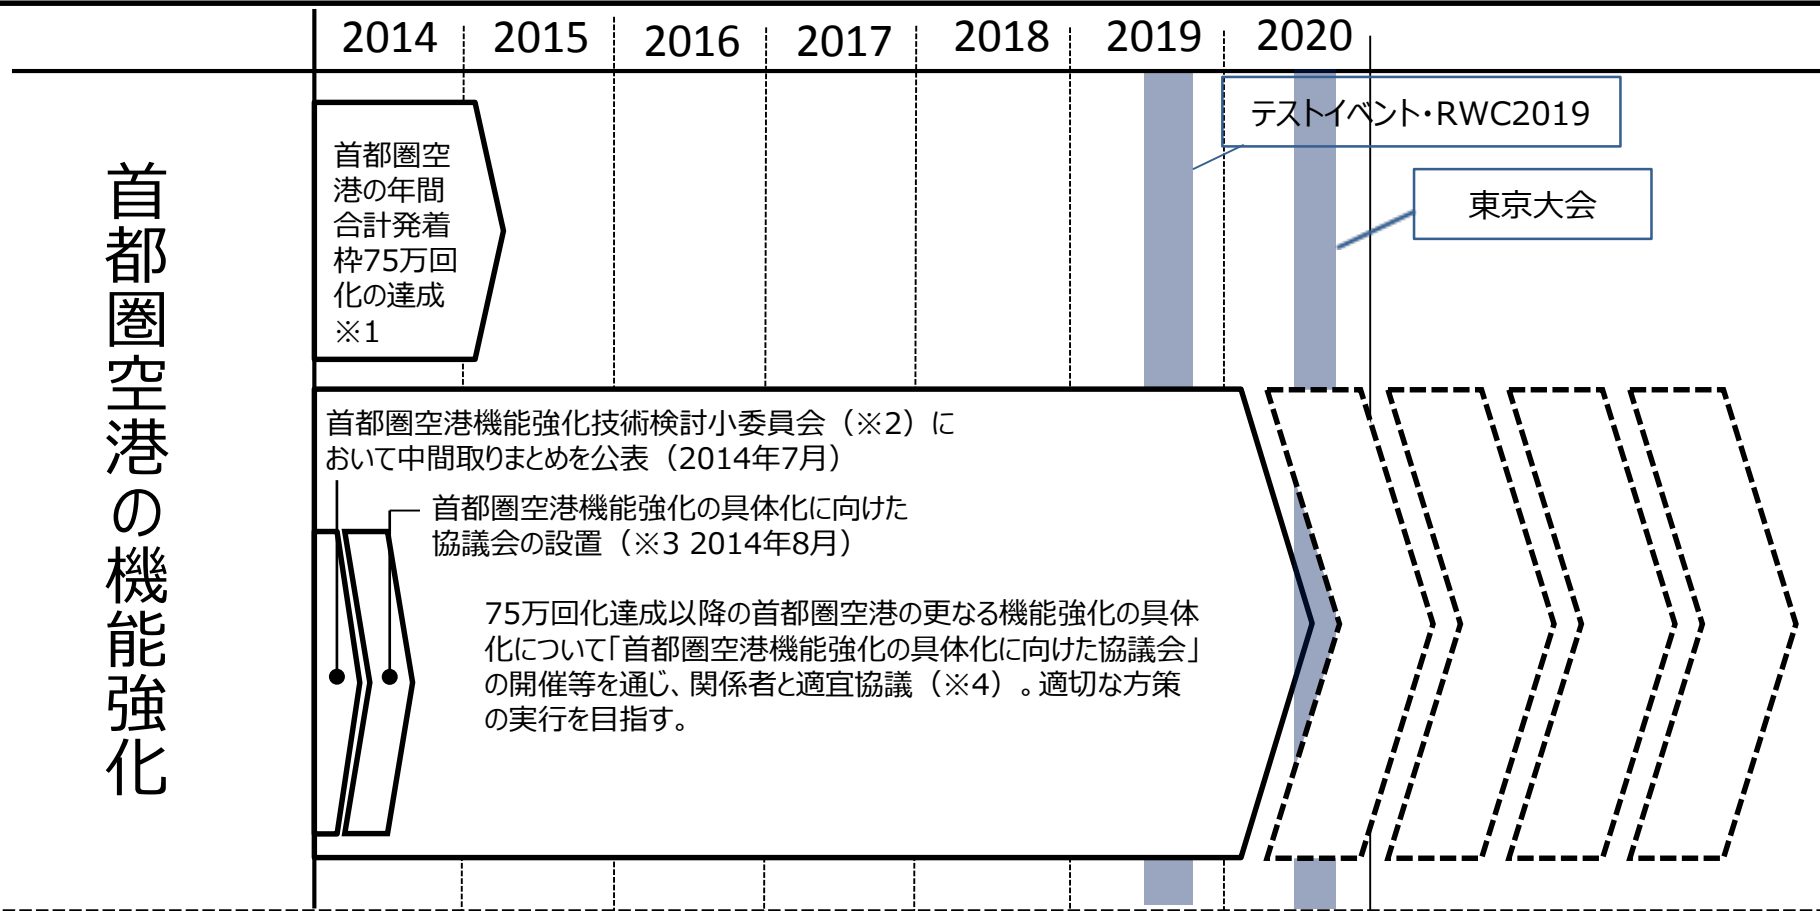 2014 2015 2016 2017 2018 2019 2020
テストイベント・RWC2019
東京大会
首都圏空港の機能強化
首都圏空
港の年間
合計発着
枠75万回
化の達成
※1
首都圏空港機能強化技術検討小委員会（※2）に
おいて中間取りまとめを公表（2014年7月）
首都圏空港機能強化の具体化に向けた
協議会の設置（※3 2014年8月）
75万回化達成以降の首都圏空港の更なる機能強化の具体
化について「首都圏空港機能強化の具体化に向けた協議会」
の開催等を通じ、関係者と適宜協議（※4）。適切な方策
の実行を目指す。